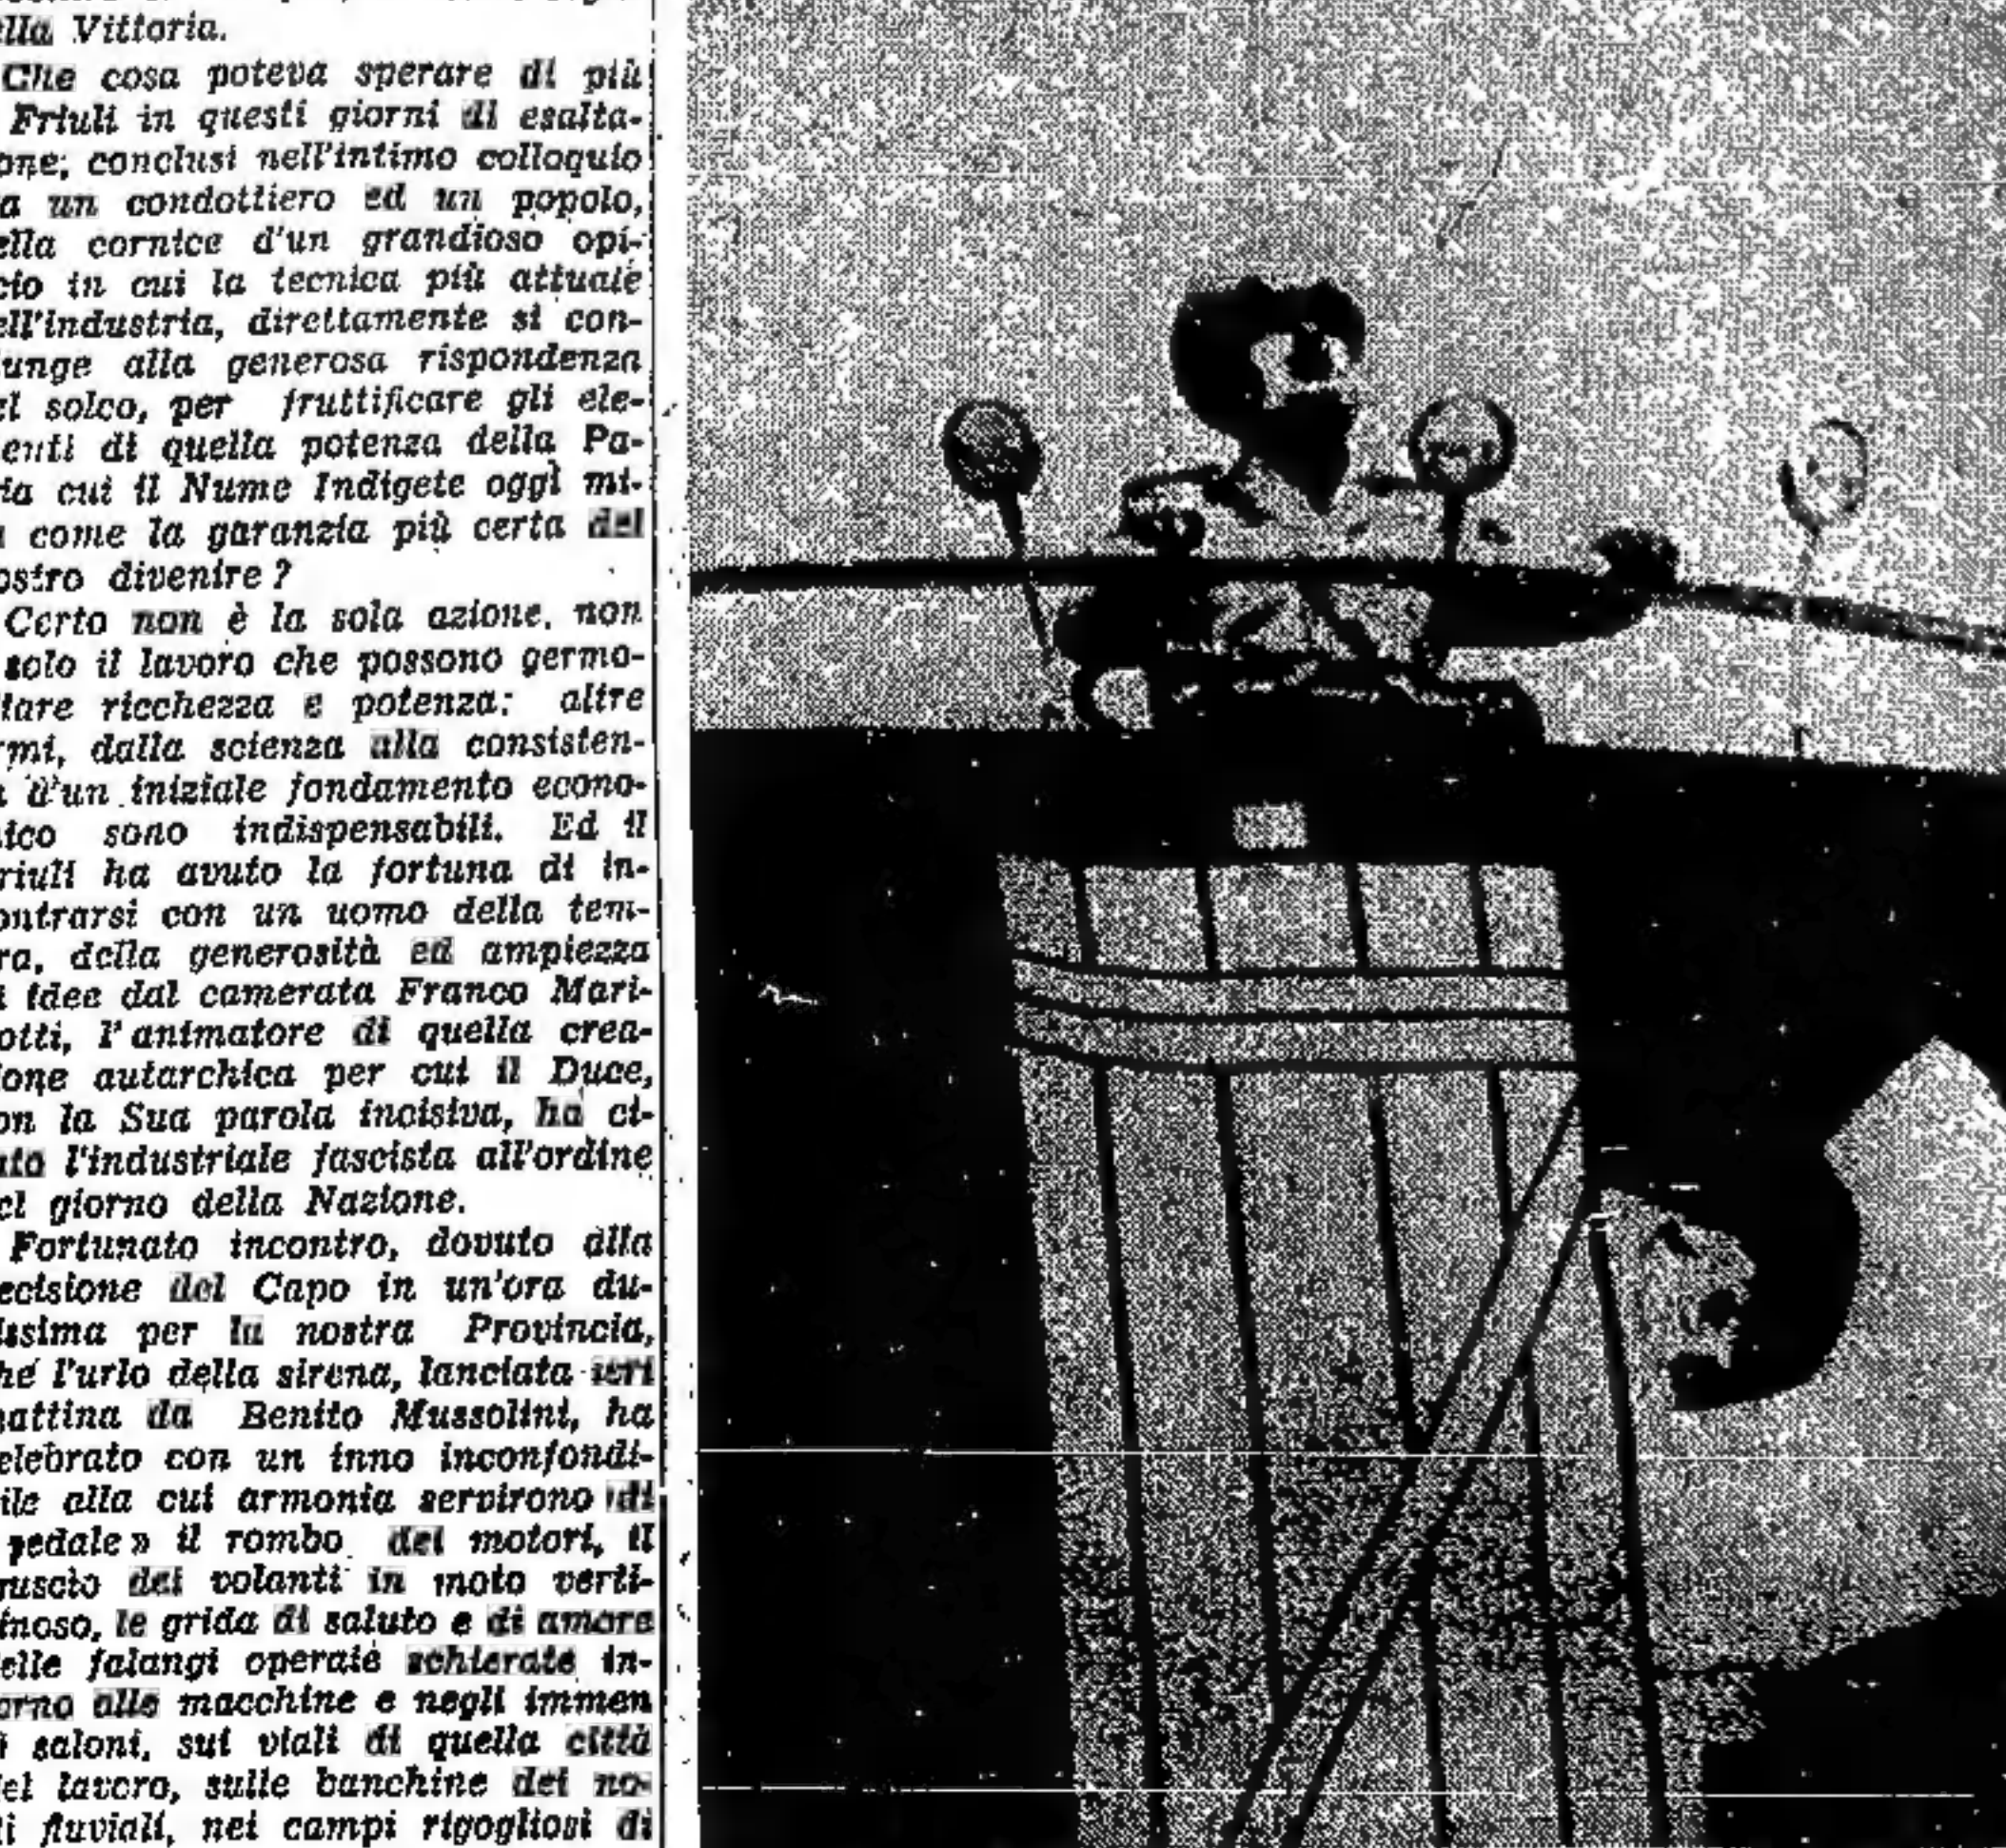 lla Vittoria.
Che cosa poteva sperare di più
Friuli in questi giorni di esalta-
one; conclusi nell'intimo colloquio
a un condottiero ed un popolo,
ella cornice d'un grandioso opi-
cio in cui la tecnica più attuale
ell'industria, direttamente si con-
unge alla generosa rispondenza
el solco, per fruttificare gli ele-
enti di quella potenza della Pa-
ia cui il Nume Indigete oggi mi-
come la garanzia più certa del
ostro divenire?
Certo non è la sola azione, non
solo il lavoro che possono germo-
liare ricchezza e potenza: altre
rmi, dalla scienza alla consisten-
d'un iniziale fondamento econo-
ico sono indispensabili. Ed il
riuli ha avuto la fortuna di in-
ontrarsi con un uomo della tem-
ra, della generosità ed ampiezza
i idee dal camerata Franco Mari-
otti, l'animatore di quella crea-
ione autarchica per cui il Duce,
on la Sua parola incisiva, ha ci-
ato l'industriale fascista all'ordine
el giorno della Nazione.
Fortunato incontro, dovuto alla
ecisione del Capo in un'ora du-
issima per la nostra Provincia,
hé l'urlo della sirena, lanciata ieri
attina da Benito Mussolini, ha
elebrato con un inno inconfondi-
ile alla cui armonia servirono di
pedale» il rombo dei motori, il
ruscio dei volanti in moto verti-
inoso, le grida di saluto e di amore
elle falangi operaie schierate in-
orno alle macchine e negli immen
i saloni, sui viali di quella città
el lavoro, sulle banchine dei no-
i fluviali, nei campi rigogliosi di